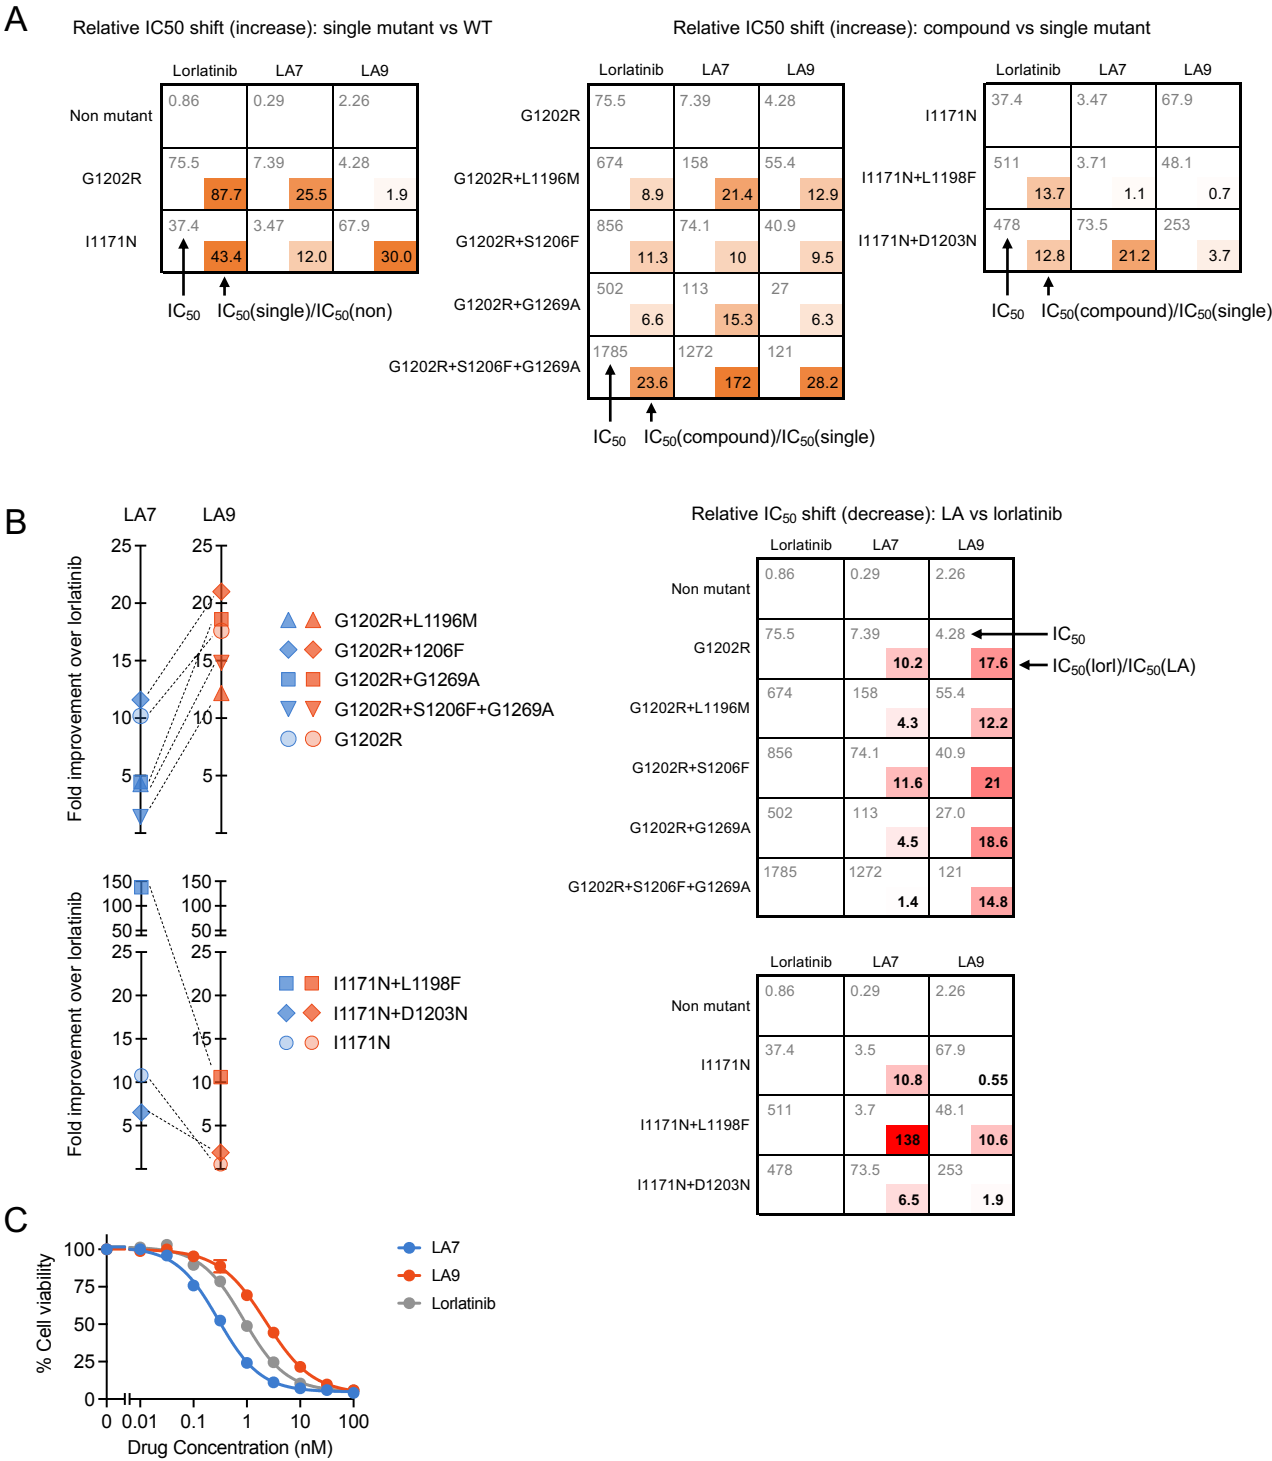 A
Relative IC50 shift (increase): single mutant vs WT
Lorlatinib LA7 LA9
Non mutant 0.86 0.29 2.26
G1202R 75.5 87.7 7.39 25.5 4.28 1.9
I1171N 37.4 43.4 3.47 12.0 67.9 30.0
IC50 IC50(single)/IC50(non)
Relative IC50 shift (increase): compound vs single mutant
Lorlatinib LA7 LA9
G1202R 75.5 7.39 4.28
G1202R+L1196M 674 8.9 158 21.4 55.4 12.9
G1202R+S1206F 856 11.3 74.1 10 40.9 9.5
G1202R+G1269A 502 6.6 113 15.3 27 6.3
G1202R+S1206F+G1269A 1785 23.6 1272 172 121 28.2
IC50 IC50(compound)/IC50(single)
Lorlatinib LA7 LA9
I1171N 37.4 3.47 67.9
I1171N+L1198F 511 13.7 3.71 1.1 48.1 0.7
I1171N+D1203N 478 12.8 73.5 21.2 253 3.7
IC50 IC50(compound)/IC50(single)
B
LA7 LA9
Fold improvement over lorlatinib
25 25
20 20
15 15
10 10
5 5
G1202R+L1196M
G1202R+1206F
G1202R+G1269A
G1202R+S1206F+G1269A
G1202R
Fold improvement over lorlatinib
150 150
100 100
50 50
25 25
20 20
15 15
10 10
5 5
I1171N+L1198F
I1171N+D1203N
I1171N
Relative IC50 shift (decrease): LA vs lorlatinib
Lorlatinib LA7 LA9
Non mutant 0.86 0.29 2.26
G1202R 75.5 7.39 10.2 4.28 17.6
IC50
IC50(lorl)/IC50(LA)
G1202R+L1196M 674 158 4.3 55.4 12.2
G1202R+S1206F 856 74.1 11.6 40.9 21
G1202R+G1269A 502 113 4.5 27.0 18.6
G1202R+S1206F+G1269A 1785 1272 1.4 121 14.8
Lorlatinib LA7 LA9
Non mutant 0.86 0.29 2.26
I1171N 37.4 3.5 10.8 67.9 0.55
I1171N+L1198F 511 3.7 138 48.1 10.6
I1171N+D1203N 478 73.5 6.5 253 1.9
C
% Cell viability
100
75
50
25
0
0 0.01 0.1 1 10 100
Drug Concentration (nM)
LA7
LA9
Lorlatinib